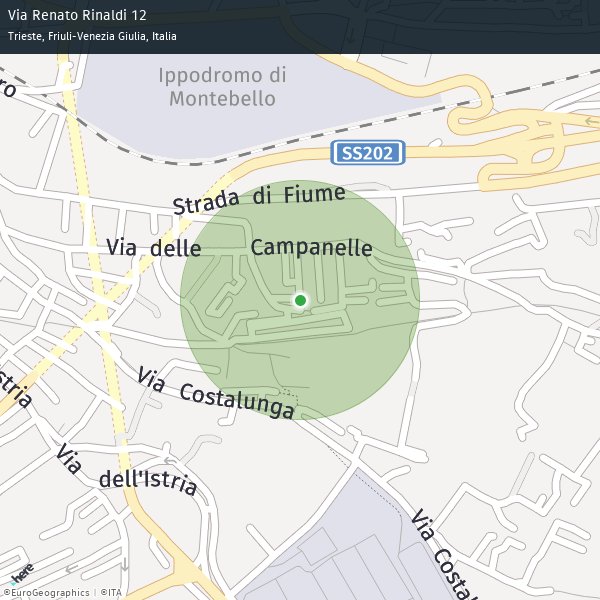 Via Renato Rinaldi 12
Trieste, Friuli-Venezia Giulia, Italia
Ippodromo di
Montebello
ro
SS202
Strada di Fiume
Via delle Campanelle
Via Costalunga
stria
Via dell'Istria
Via Costa
here
©EuroGeographics | ©ITA